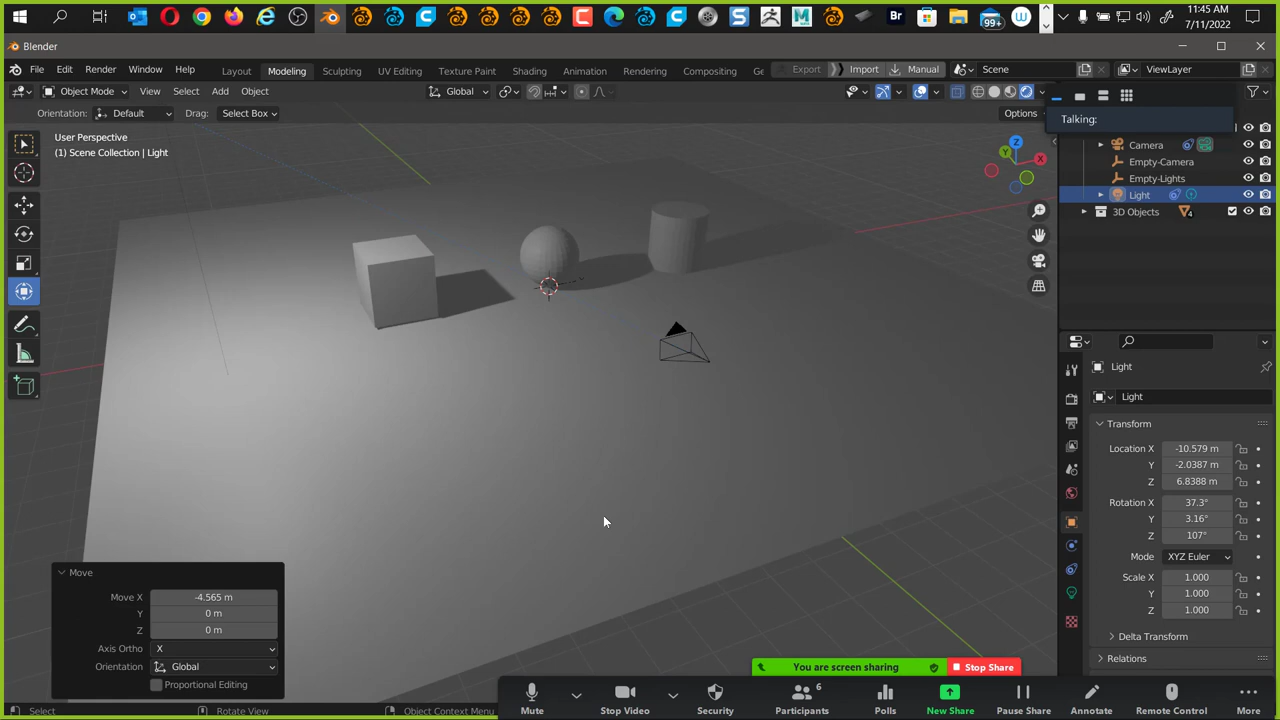 11:45 AM
7/11/2022
99+
Br
Blender
File Edit Render Window Help Layout Modeling Sculpting UV Editing Texture Paint Shading Animation Rendering Compositing Ge Export Import Manual Scene ViewLayer
Object Mode View Select Add Object Global
Orientation: Default Drag: Select Box Options
Talking:
User Perspective
(1) Scene Collection | Light
Z
Y
X
Camera
Empty-Camera
Empty-Lights
Light
3D Objects 4
Light
Light
Transform
Location X -10.579 m
Y -2.0387 m
Z 6.8388 m
Rotation X 37.3°
Y 3.16°
Z 107°
Mode XYZ Euler
Scale X 1.000
Y 1.000
Z 1.000
Delta Transform
Relations
Move
Move X -4.565 m
Y 0 m
Z 0 m
Axis Ortho X
Orientation Global
Proportional Editing
You are screen sharing Stop Share
6
Mute Stop Video Security Participants Polls New Share Pause Share Annotate Remote Control More
Select Rotate View Object Context Menu